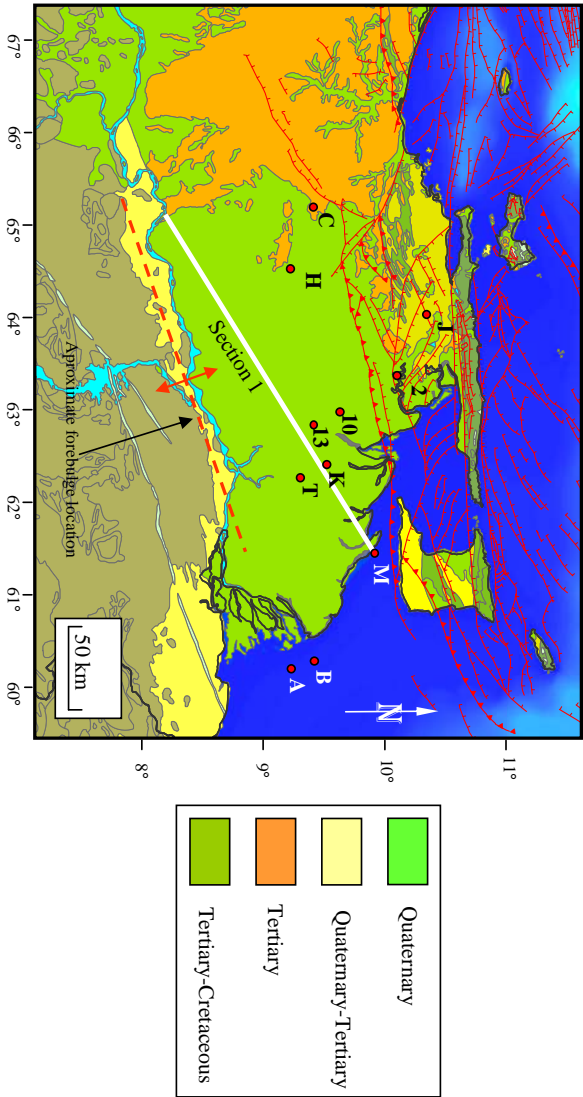 67°
66°
65°
64°
63°
62°
61°
60°
11°
10°
9°
8°
J
2
C
H
10
13
K
T
M
B
A
N
Section 1
Aproximate forebulge
location
50 km
Quaternary
Quaternary-Tertiary
Tertiary
Tertiary-Cretaceous